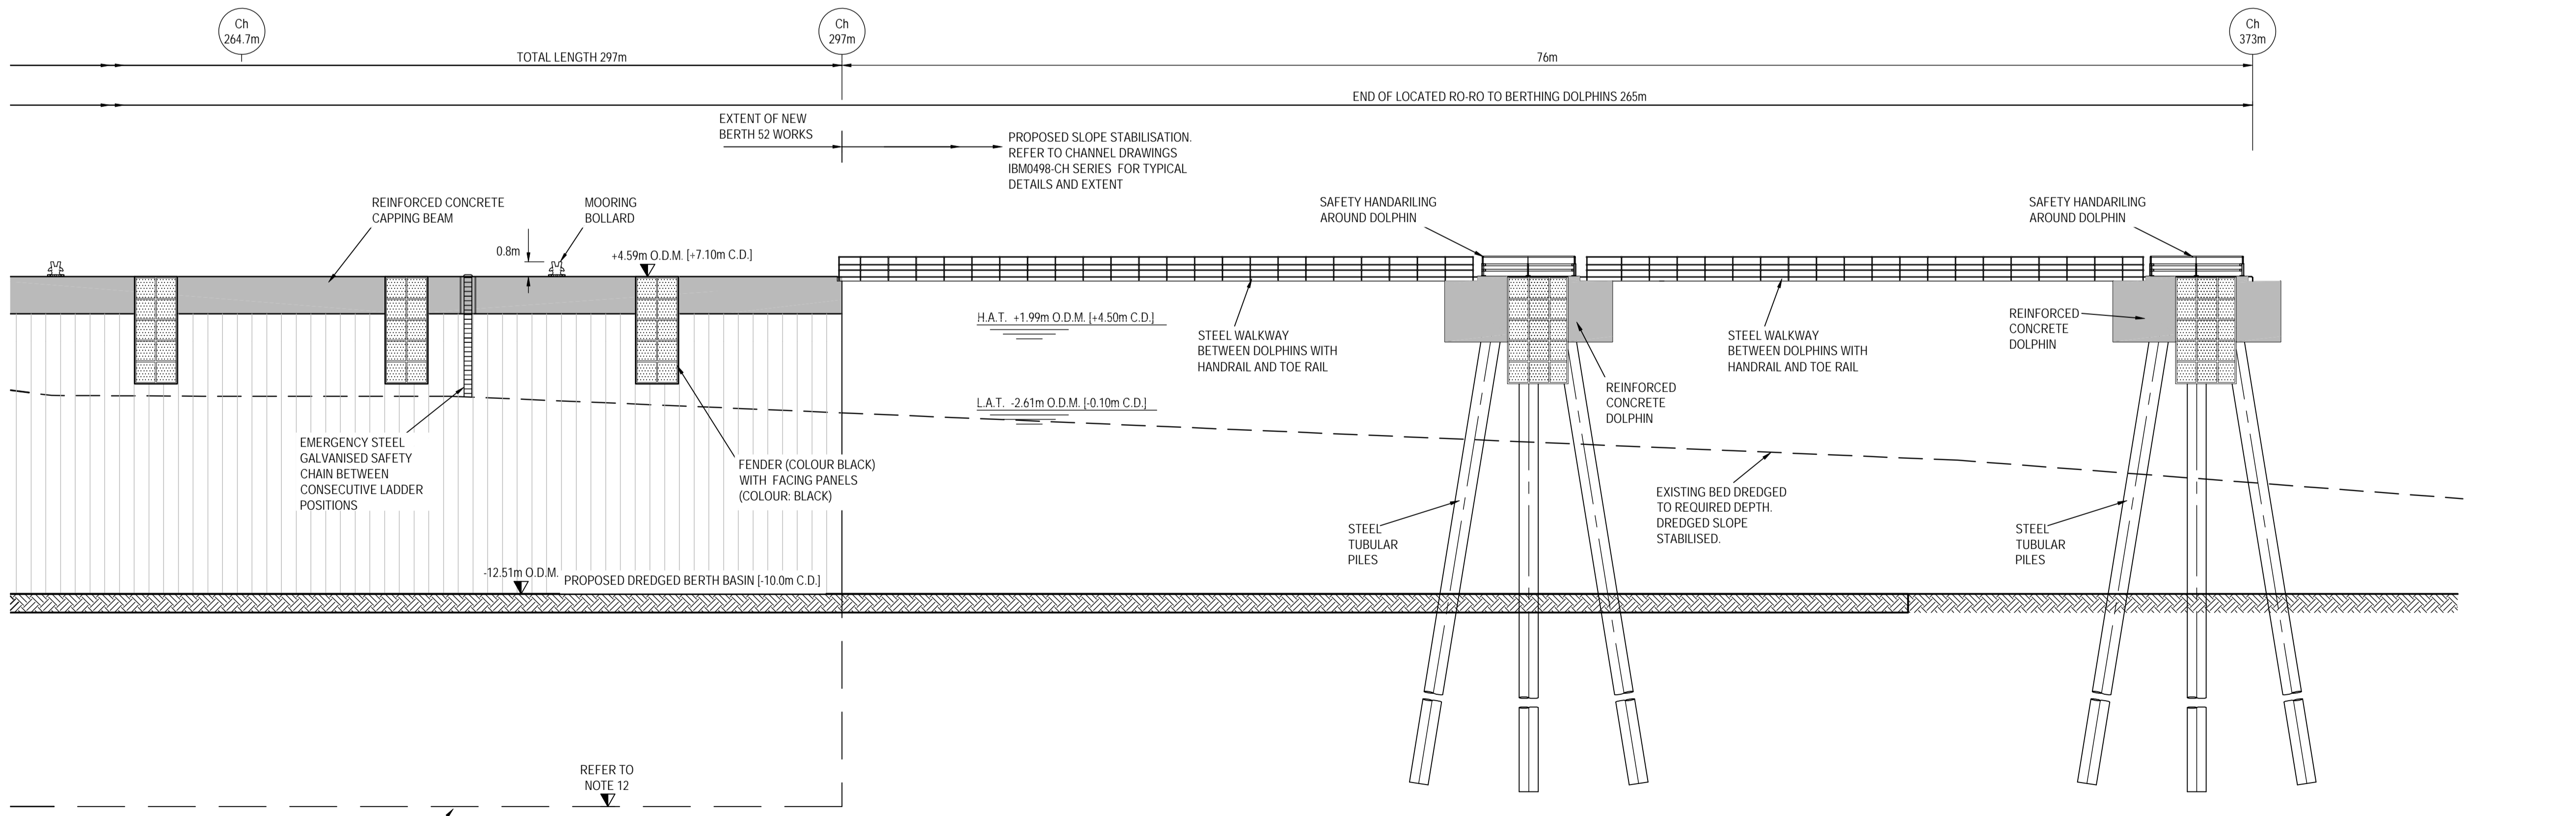 Ch
264.7m
Ch
297m
Ch
373m
TOTAL LENGTH 297m
76m
END OF LOCATED RO-RO TO BERTHING DOLPHINS 265m
EXTENT OF NEW
BERTH 52 WORKS
PROPOSED SLOPE STABILISATION.
REFER TO CHANNEL DRAWINGS
IBM0498-CH SERIES FOR TYPICAL
DETAILS AND EXTENT
REINFORCED CONCRETE
CAPPING BEAM
MOORING
BOLLARD
SAFETY HANDARILING
AROUND DOLPHIN
SAFETY HANDARILING
AROUND DOLPHIN
0.8m
+4.59m O.D.M. [+7.10m C.D.]
H.A.T. +1.99m O.D.M. [+4.50m C.D.]
STEEL WALKWAY
BETWEEN DOLPHINS WITH
HANDRAIL AND TOE RAIL
STEEL WALKWAY
BETWEEN DOLPHINS WITH
HANDRAIL AND TOE RAIL
REINFORCED
CONCRETE
DOLPHIN
REINFORCED
CONCRETE
DOLPHIN
L.A.T. -2.61m O.D.M. [-0.10m C.D.]
EMERGENCY STEEL
GALVANISED SAFETY
CHAIN BETWEEN
CONSECUTIVE LADDER
POSITIONS
FENDER (COLOUR BLACK)
WITH FACING PANELS
(COLOUR: BLACK)
EXISTING BED DREDGED
TO REQUIRED DEPTH.
DREDGED SLOPE
STABILISED.
STEEL
TUBULAR
PILES
STEEL
TUBULAR
PILES
-12.51m O.D.M.
PROPOSED DREDGED BERTH BASIN [-10.0m C.D.]
REFER TO
NOTE 12